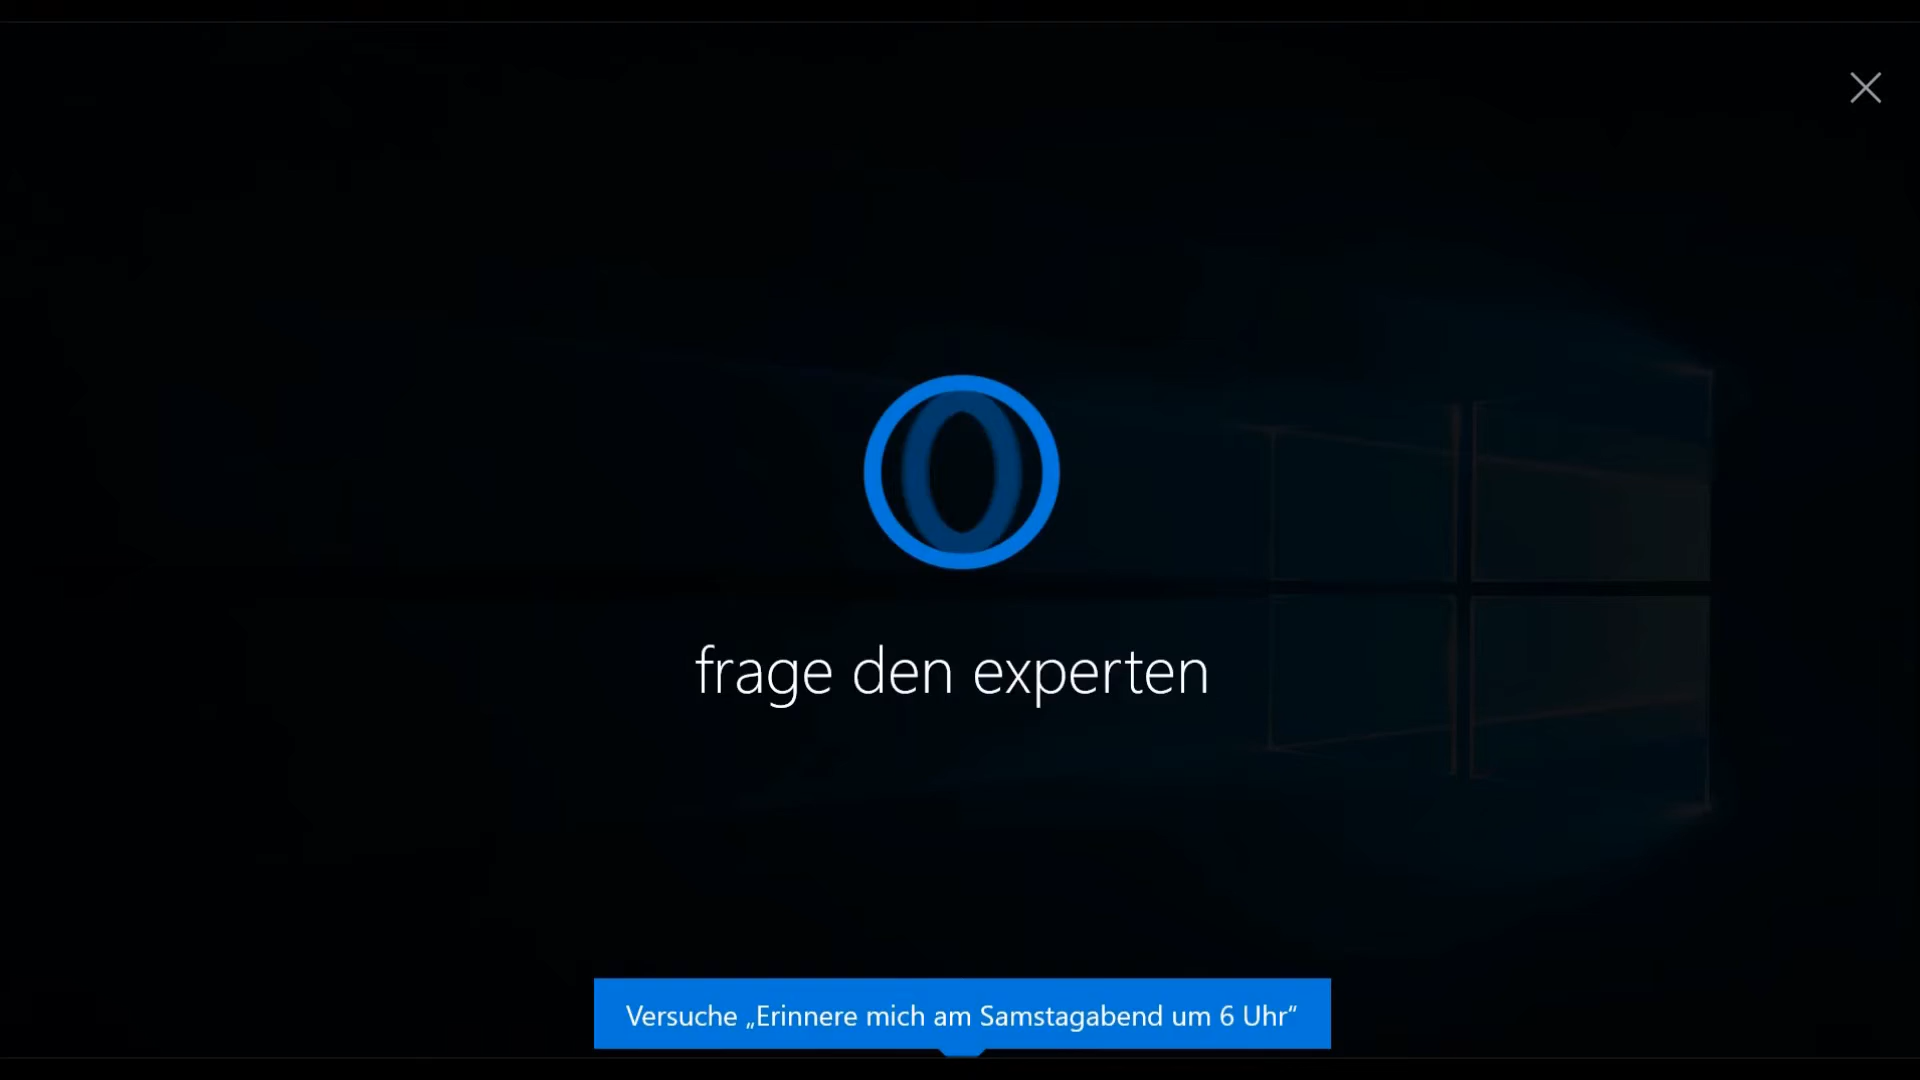 frage den experten
Versuche „Erinnere mich am Samstagabend um 6 Uhr“